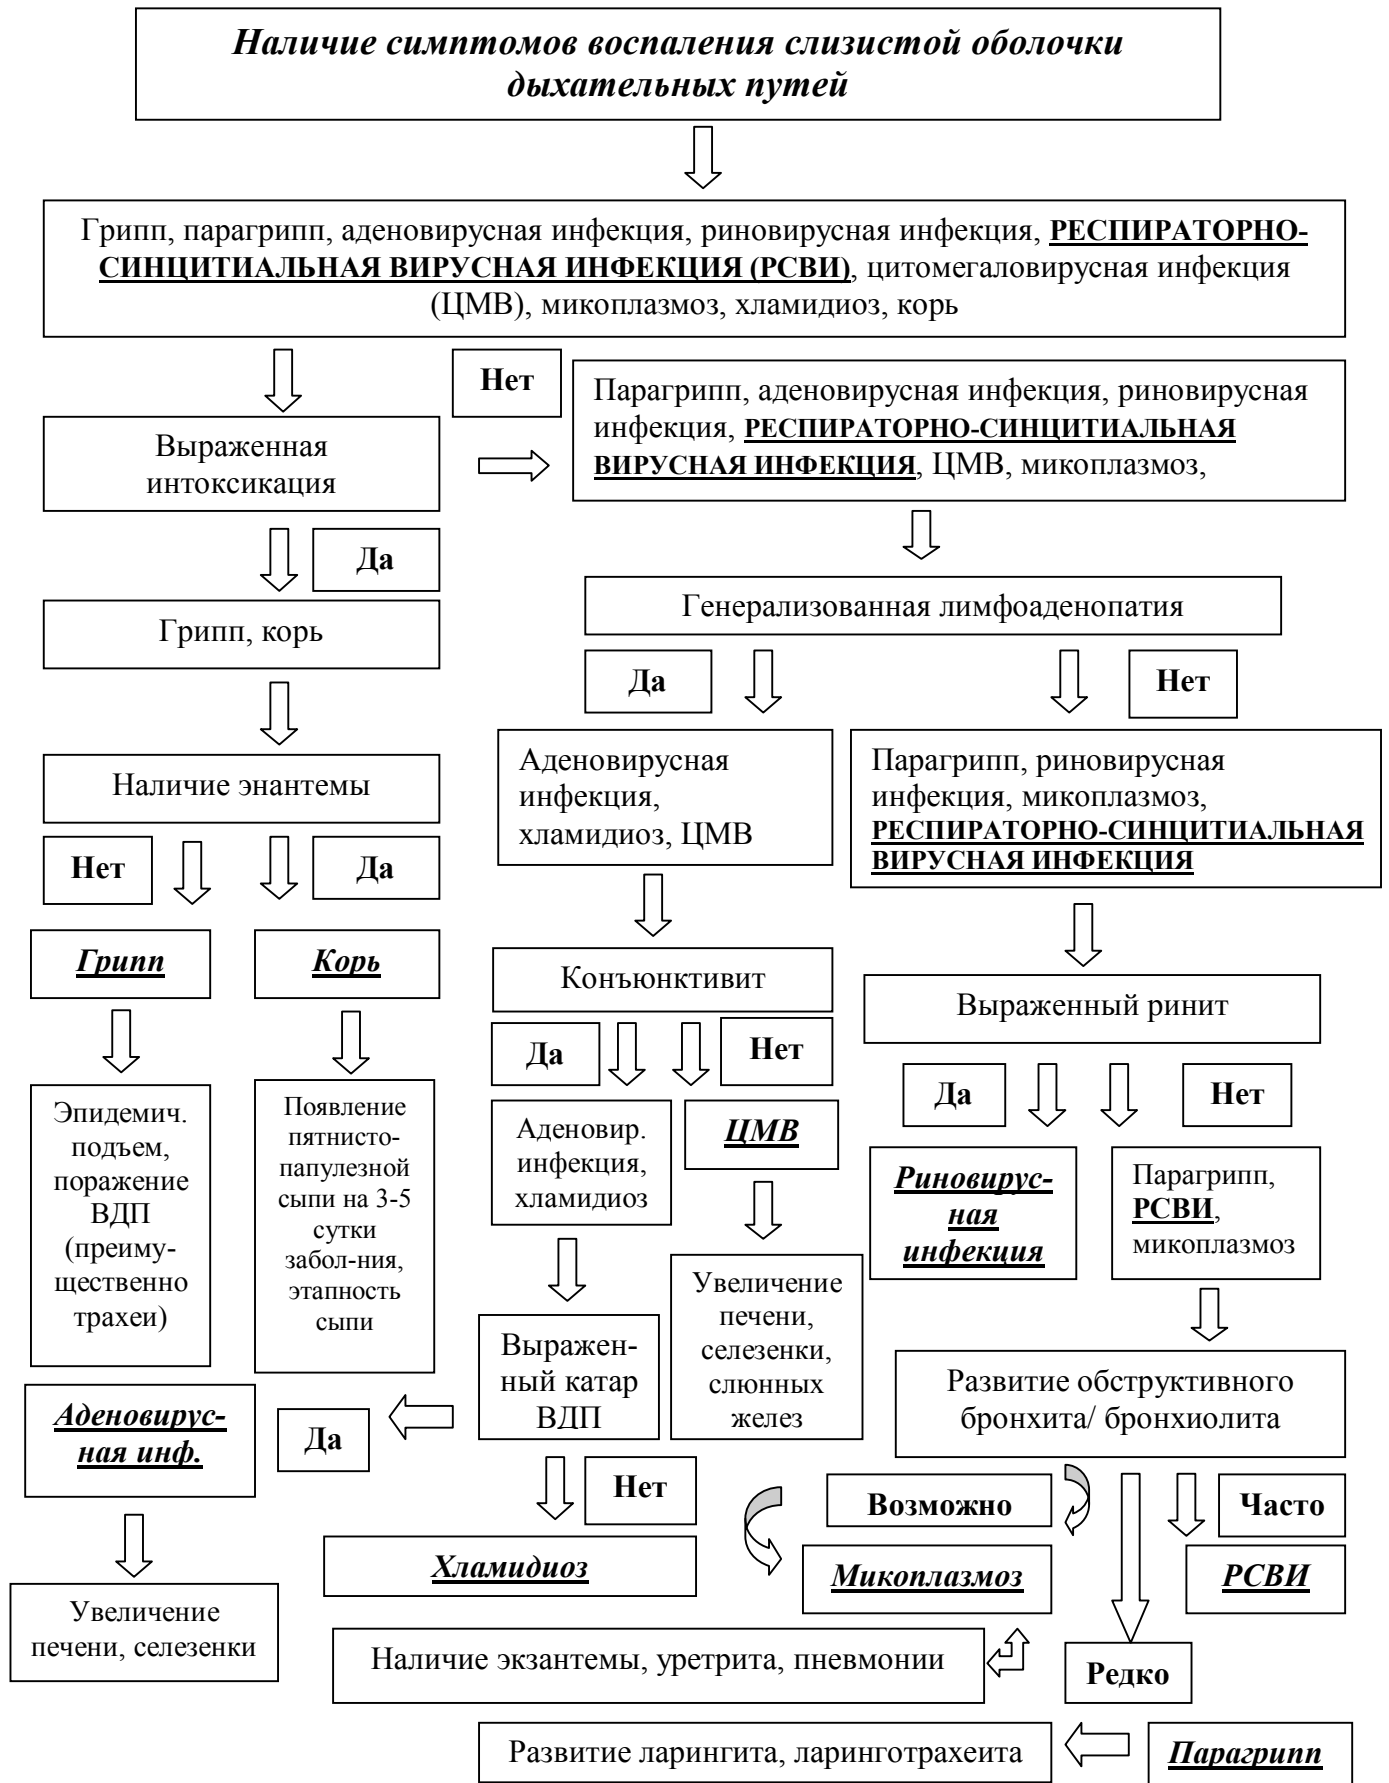 Наличие симптомов воспаления слизистой оболочки
дыхательных путей
Грипп, парагрипп, аденовирусная инфекция, риновирусная инфекция, РЕСПИРАТОРНО-
СИНЦИТИАЛЬНАЯ ВИРУСНАЯ ИНФЕКЦИЯ (РСВИ), цитомегаловирусная инфекция
(ЦМВ), микоплазмоз, хламидиоз, корь
Нет
Выраженная
интоксикация
Парагрипп, аденовирусная инфекция, риновирусная
инфекция, РЕСПИРАТОРНО-СИНЦИТИАЛЬНАЯ
ВИРУСНАЯ ИНФЕКЦИЯ, ЦМВ, микоплазмоз,
Да
Грипп, корь
Генерализованная лимфоаденопатия
Да
Нет
Наличие энантемы
Аденовирусная
инфекция,
хламидиоз, ЦМВ
Парагрипп, риновирусная
инфекция, микоплазмоз,
РЕСПИРАТОРНО-СИНЦИТИАЛЬНАЯ
ВИРУСНАЯ ИНФЕКЦИЯ
Нет
Да
Грипп
Корь
Конъюнктивит
Выраженный ринит
Да
Нет
Да
Нет
Эпидемич.
подъем,
поражение
ВДП
(преиму-
щественно
трахеи)
Появление
пятнисто-
папулезной
сыпи на 3-5
сутки
забол-ния,
этапность
сыпи
Аденовир.
инфекция,
хламидиоз
ЦМВ
Риновирус-
ная
инфекция
Парагрипп,
РСВИ,
микоплазмоз
Увеличение
печени,
селезенки,
слюнных
желез
Выражен-
ный катар
ВДП
Развитие обструктивного
бронхита/ бронхиолита
Аденовирус-
ная инф.
Да
Нет
Возможно
Часто
Хламидиоз
Микоплазмоз
РСВИ
Увеличение
печени, селезенки
Наличие экзантемы, уретрита, пневмонии
Редко
Развитие ларингита, ларинготрахеита
Парагрипп